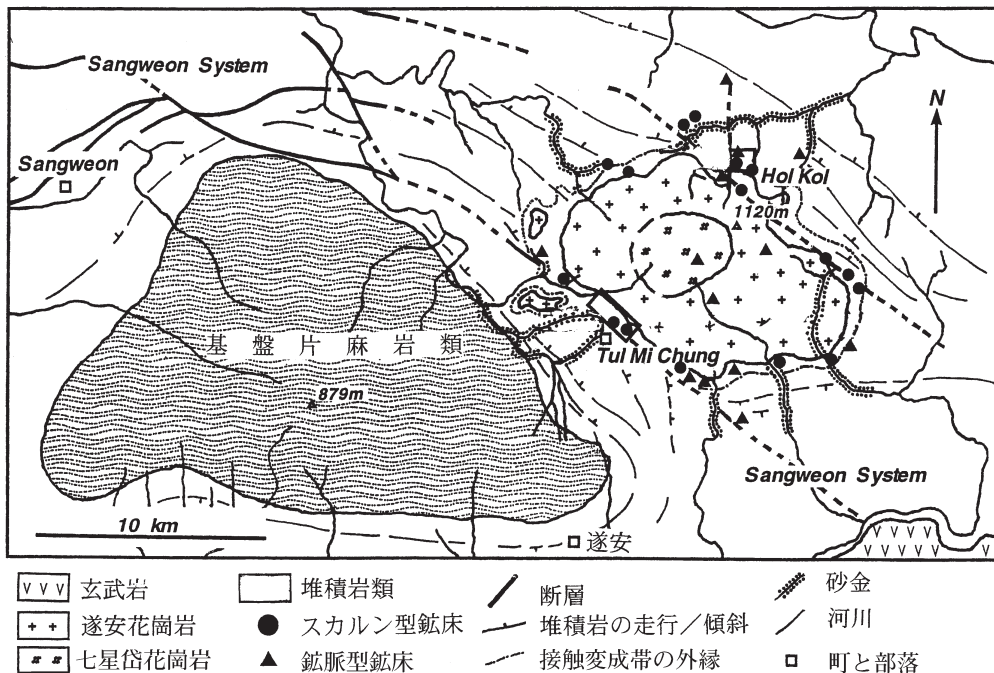 Sangweon System
N
Sangweon
Hol Kol
1120m
基盤片麻岩類
Tul Mi Chung
879m
Sangweon System
10 km
遂安
玄武岩
堆積岩類
断層
砂金
遂安花崗岩
スカルン型鉱床
堆積岩の走行／傾斜
河川
七星岱花崗岩
鉱脈型鉱床
接触変成帯の外縁
町と部落